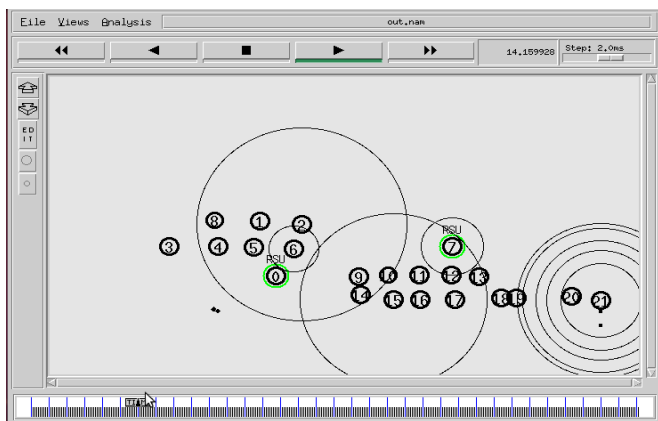 File Views Analysis out.nam
14.159928 Step: 2.0ms
ED
IT
8 1 2
RSU
3 4 5 6 7
RSU
0 9 10 11 12 13
14 15 16 17 18 19 20 21